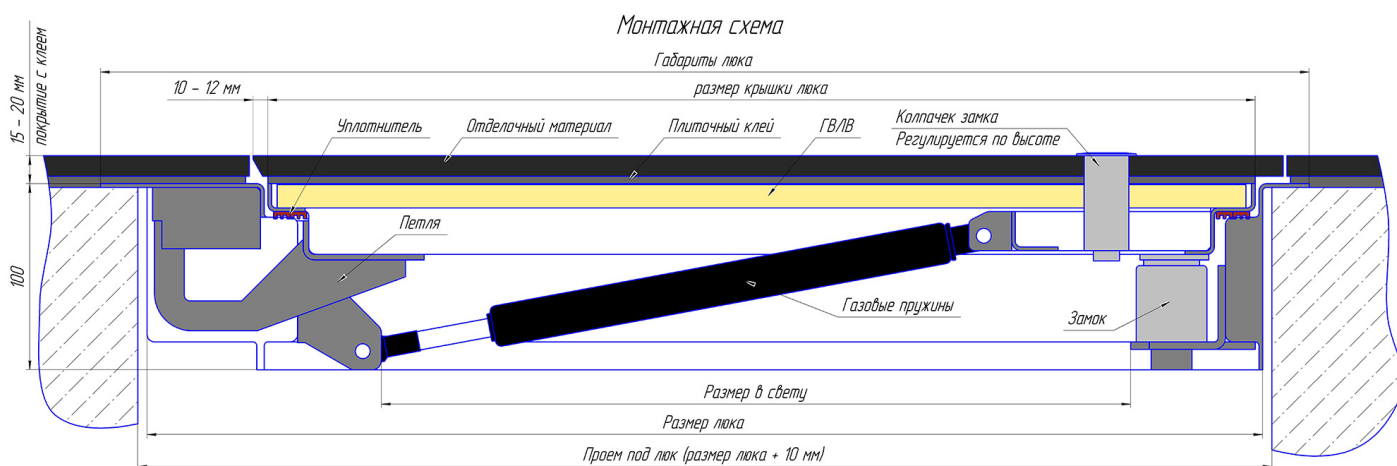 Монтажная схема
Габариты люка
15 - 20 мм
покрытие с клеем
10 - 12 мм
размер крышки люка
Уплотнитель
Отделочный материал
Плиточный клей
ГВЛВ
Колпачек замка
Регулируется по высоте
Петля
100
Газовые пружины
Замок
Размер в свету
Размер люка
Проем под люк (размер люка + 10 мм)